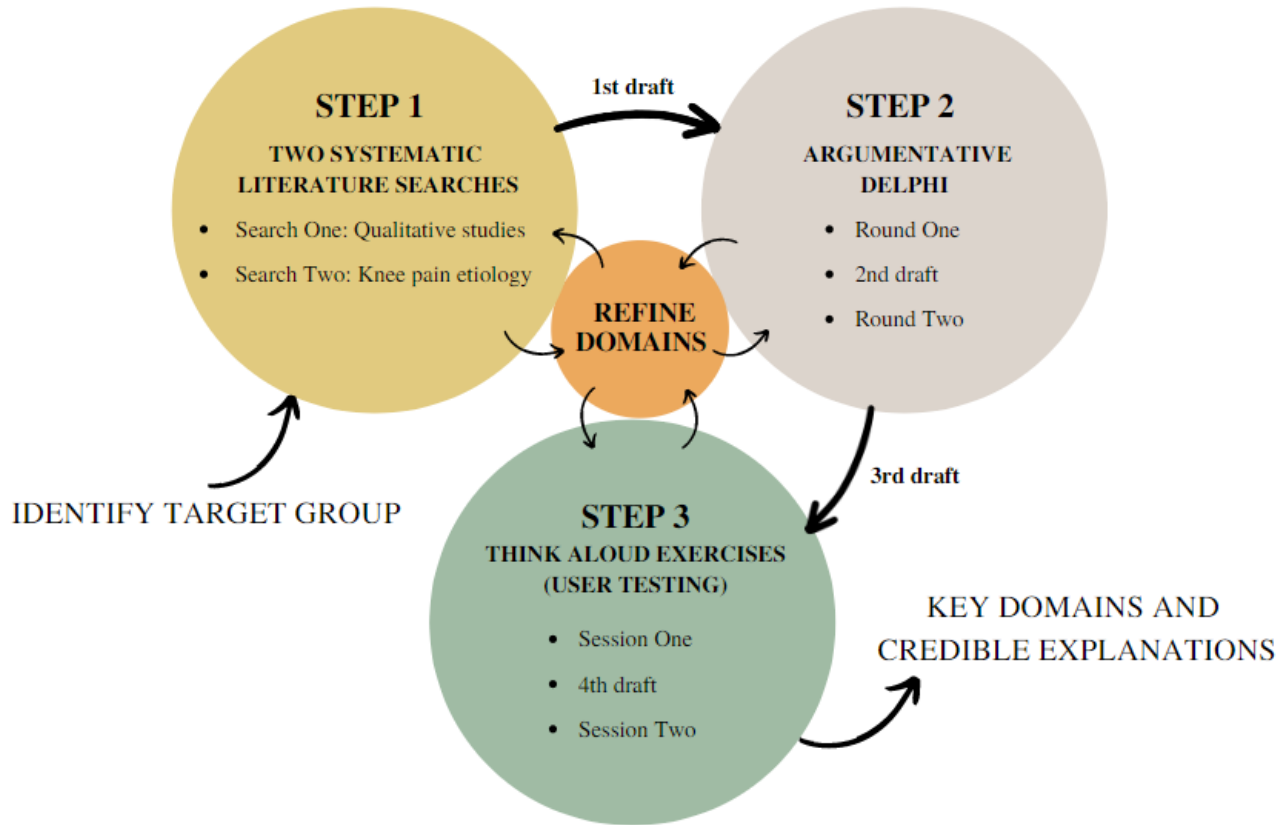 STEP 1
TWO SYSTEMATIC
LITERATURE SEARCHES
• Search One: Qualitative studies
• Search Two: Knee pain etiology
1st draft
STEP 2
ARGUMENTATIVE
DELPHI
• Round One
• 2nd draft
• Round Two
REFINE
DOMAINS
IDENTIFY TARGET GROUP
3rd draft
STEP 3
THINK ALOUD EXERCISES
(USER TESTING)
• Session One
• 4th draft
• Session Two
KEY DOMAINS AND
CREDIBLE EXPLANATIONS